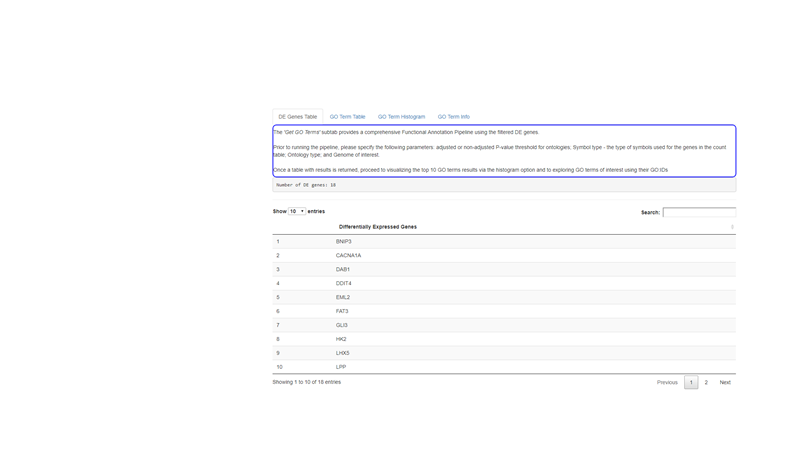 DE Genes Table GO Term Table GO Term Histogram GO Term Info
The 'Get GO Terms' subtab provides a comprehensive Functional Annotation Pipeline using the filtered DE genes.
Prior to running the pipeline, please specify the following parameters: adjusted or non-adjusted P-value threshold for ontologies; Symbol type - the type of symbols used for the genes in the count
table; Ontology type; and Genome of interest.
Once a table with results is returned, proceed to visualizing the top 10 GO terms results via the histogram option and to exploring GO terms of interest using their GO:IDs
Number of DE genes: 18
Show 10 entries Search:
Differentially Expressed Genes
1 BNIP3
2 CACNA1A
3 DAB1
4 DDIT4
5 EML2
6 FAT3
7 GLI3
8 HK2
9 LHX5
10 LPP
Showing 1 to 10 of 18 entries Previous 1 2 Next